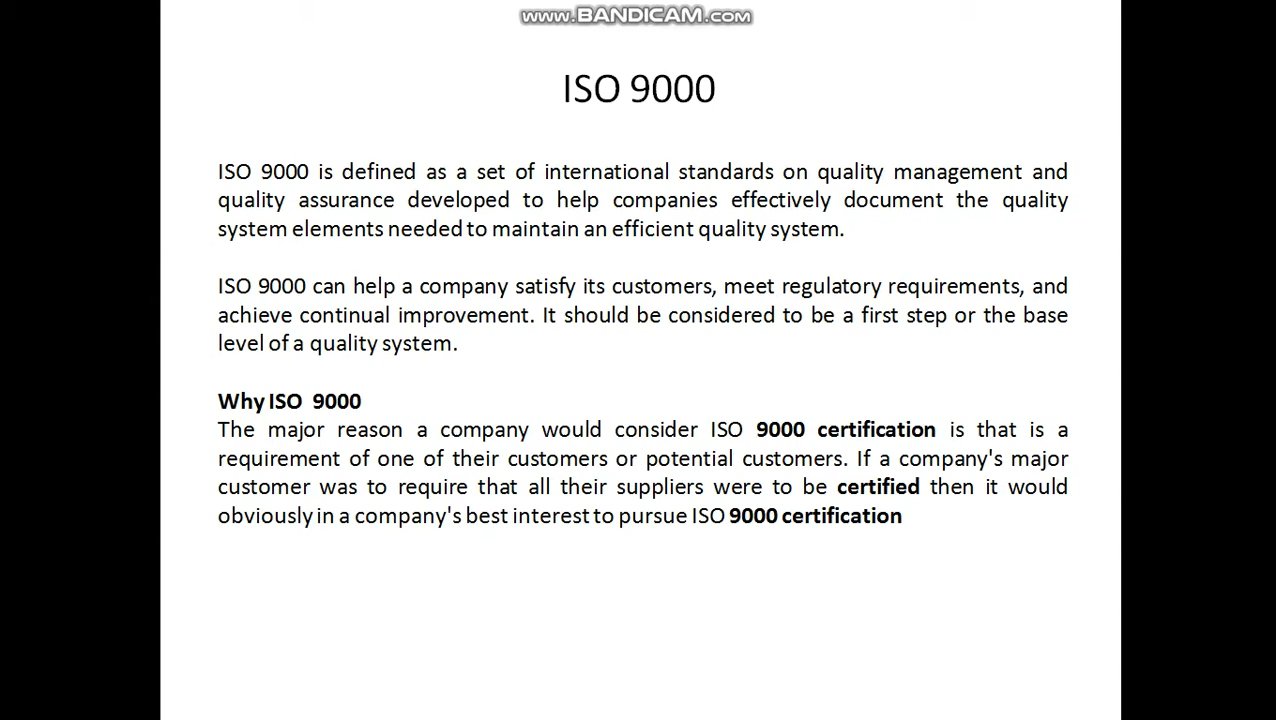 www.BANDICAM.com
ISO 9000
ISO 9000 is defined as a set of international standards on quality management and
quality assurance developed to help companies effectively document the quality
system elements needed to maintain an efficient quality system.
ISO 9000 can help a company satisfy its customers, meet regulatory requirements, and
achieve continual improvement. It should be considered to be a first step or the base
level of a quality system.
Why ISO 9000
The major reason a company would consider ISO 9000 certification is that is a
requirement of one of their customers or potential customers. If a company's major
customer was to require that all their suppliers were to be certified then it would
obviously in a company's best interest to pursue ISO 9000 certification